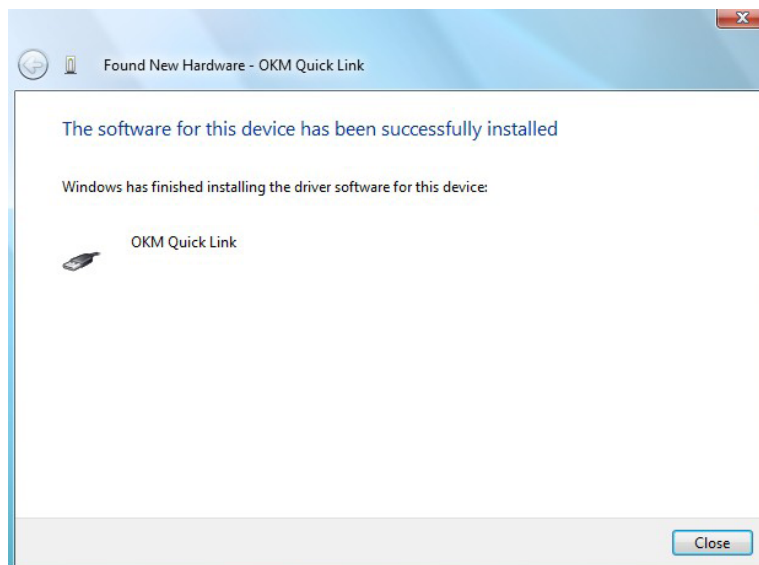 Found New Hardware - OKM Quick Link
The software for this device has been successfully installed
Windows has finished installing the driver software for this device:
OKM Quick Link
Close